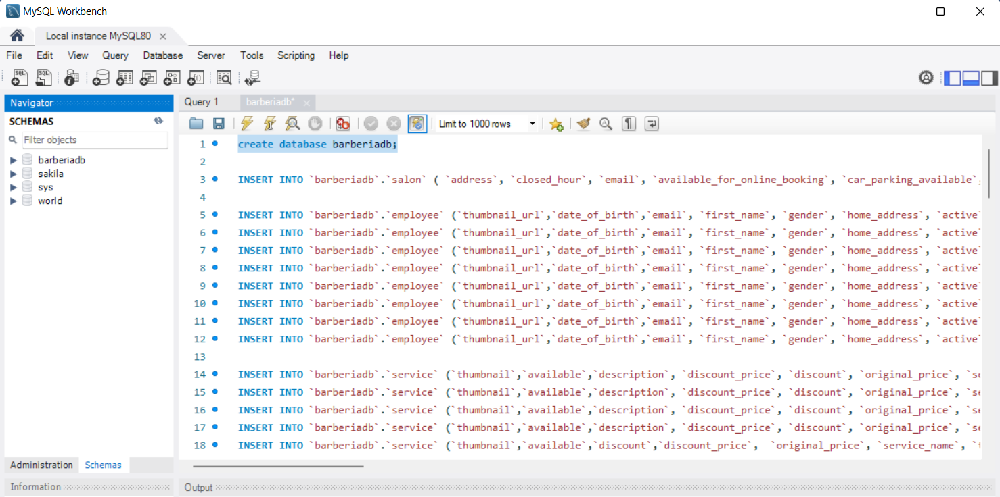 MySQL Workbench
Local instance MySQL80
File Edit View Query Database Server Tools Scripting Help
SQL SQL
Navigator
SCHEMAS
Filter objects
barberiadb
sakila
sys
world
Administration Schemas
Information
Query 1 barberiadb*
Limit to 1000 rows
1 create database barberiadb;
2
3 INSERT INTO `barberiadb`.`salon` ( `address`, `closed_hour`, `email`, `available_for_online_booking`, `car_parking_available`,
4
5 INSERT INTO `barberiadb`.`employee` (`thumbnail_url`,`date_of_birth`,`email`, `first_name`, `gender`, `home_address`, `active`
6 INSERT INTO `barberiadb`.`employee` (`thumbnail_url`,`date_of_birth`,`email`, `first_name`, `gender`, `home_address`, `active`
7 INSERT INTO `barberiadb`.`employee` (`thumbnail_url`,`date_of_birth`,`email`, `first_name`, `gender`, `home_address`, `active`
8 INSERT INTO `barberiadb`.`employee` (`thumbnail_url`,`date_of_birth`,`email`, `first_name`, `gender`, `home_address`, `active`
9 INSERT INTO `barberiadb`.`employee` (`thumbnail_url`,`date_of_birth`,`email`, `first_name`, `gender`, `home_address`, `active`
10 INSERT INTO `barberiadb`.`employee` (`thumbnail_url`,`date_of_birth`,`email`, `first_name`, `gender`, `home_address`, `active`
11 INSERT INTO `barberiadb`.`employee` (`thumbnail_url`,`date_of_birth`,`email`, `first_name`, `gender`, `home_address`, `active`
12 INSERT INTO `barberiadb`.`employee` (`thumbnail_url`,`date_of_birth`,`email`, `first_name`, `gender`, `home_address`, `active`
13
14 INSERT INTO `barberiadb`.`service` (`thumbnail`,`available`,`description`, `discount_price`, `discount`, `original_price`, `se
15 INSERT INTO `barberiadb`.`service` (`thumbnail`,`available`,`description`, `discount_price`, `discount`, `original_price`, `se
16 INSERT INTO `barberiadb`.`service` (`thumbnail`,`available`,`description`, `discount_price`, `discount`, `original_price`, `se
17 INSERT INTO `barberiadb`.`service` (`thumbnail`,`available`,`description`, `discount_price`, `discount`, `original_price`, `se
18 INSERT INTO `barberiadb`.`service` (`thumbnail`,`available`,`discount`,`discount_price`,  `original_price`, `service_name`, `t
Output